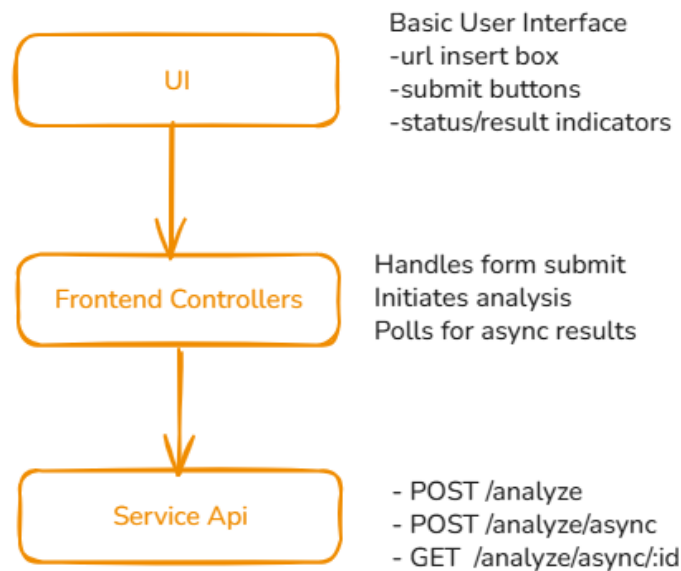 UI
Basic User Interface
-url insert box
-submit buttons
-status/result indicators
Frontend Controllers
Handles form submit
Initiates analysis
Polls for async results
Service Api
- POST /analyze
- POST /analyze/async
- GET  /analyze/async/:id